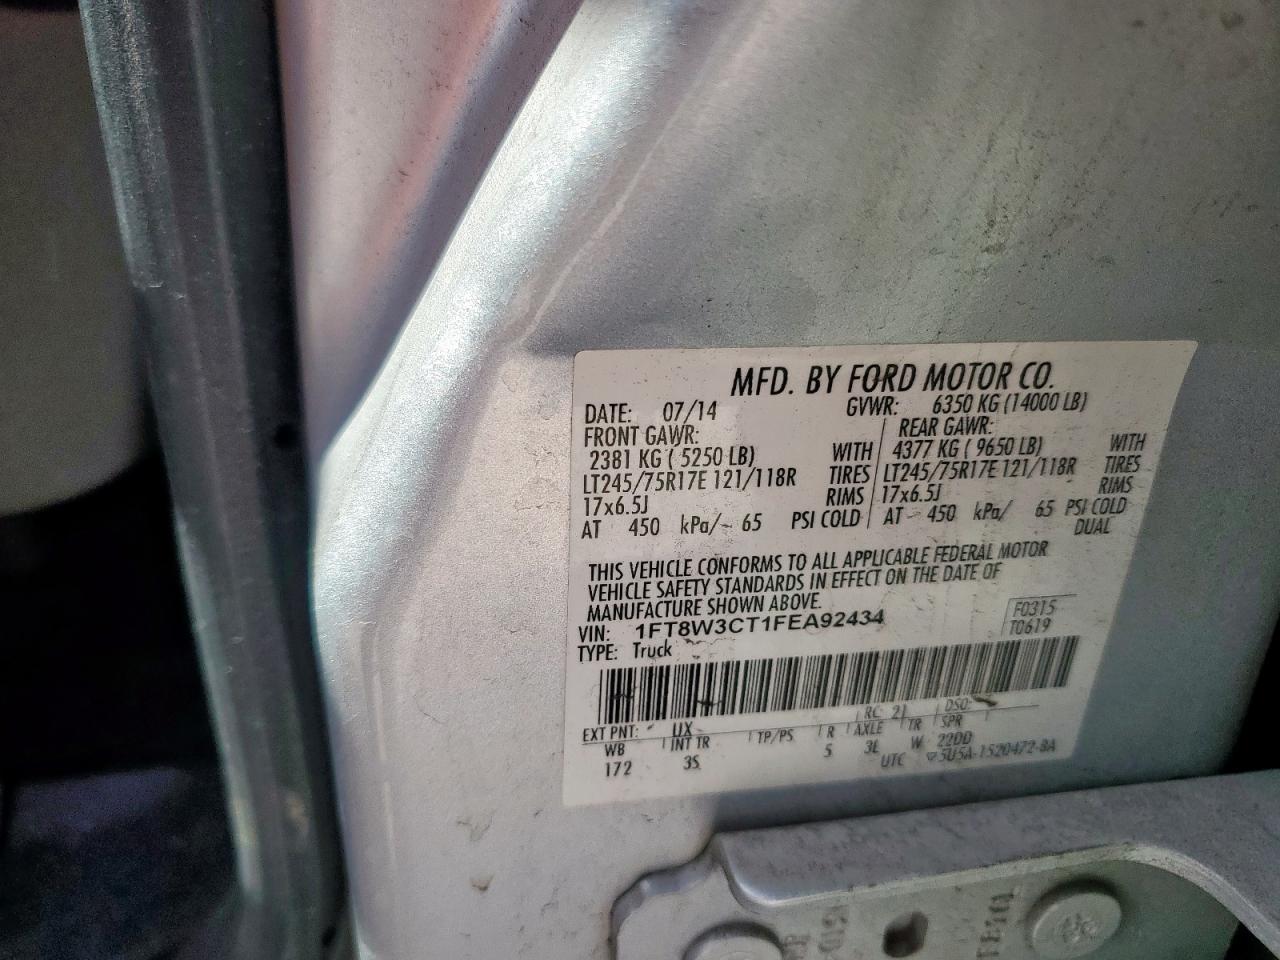 MFD. BY FORD MOTOR CO.
DATE: 07/14 GVWR: 6350 KG (14000 LB)
FRONT GAWR: REAR GAWR:
2381 KG ( 5250 LB) WITH 4377 KG ( 9650 LB) WITH
LT245/75R17E 121/118R TIRES LT245/75R17E 121/118R TIRES
17x6.5J RIMS 17x6.5J RIMS
AT 450 kPa/ 65 PSI COLD AT 450 kPa/ 65 PSI COLD
DUAL
THIS VEHICLE CONFORMS TO ALL APPLICABLE FEDERAL MOTOR
VEHICLE SAFETY STANDARDS IN EFFECT ON THE DATE OF
MANUFACTURE SHOWN ABOVE.
VIN: 1FT8W3CT1FEA92434 F0315
TYPE: Truck T0619
EXT PNT: UX RC: 21 DSO:
WB INT TR TP/PS R AXLE TR SPR
172 3S 5 3L W 22DD
UTC 5U5A-1520472-8A